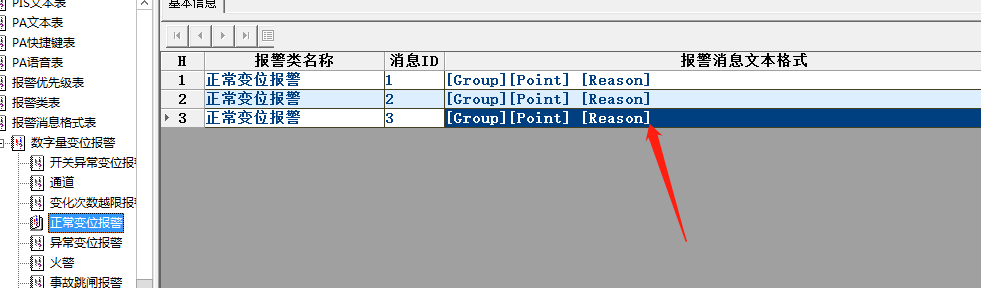 PIS文本表
PA文本表
PA快捷键表
PA语音表
报警优先级表
报警类表
报警消息格式表
数字量变位报警
开关异常变位报
通道
变化次数越限报
正常变位报警
异常变位报警
火警
事故跳闸报警
基本信息
H 报警类名称 消息ID 报警消息文本格式
1 正常变位报警 1 [Group][Point] [Reason]
2 正常变位报警 2 [Group][Point] [Reason]
3 正常变位报警 3 [Group][Point] [Reason]